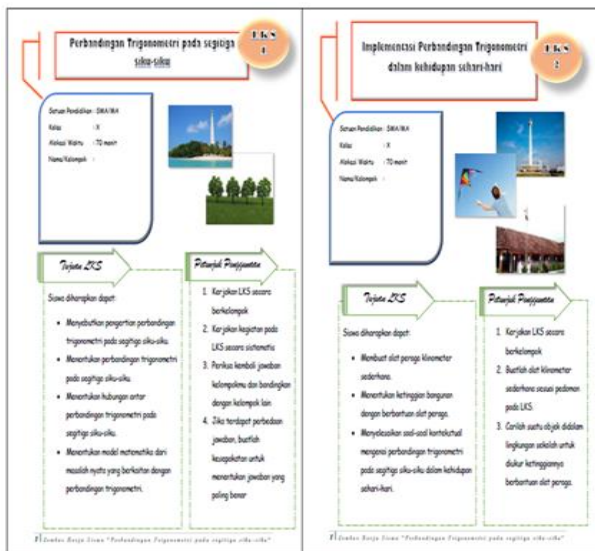 Perbandingan Trigonometri pada segitiga
siku-siku
LKS
1
Satuan Pendidikan : SMA/MA
Kelas : X
Alokasi Waktu : 70 menit
Nama/Kelompok :
Tujuan LKS
Siswa diharapkan dapat:
• Menyebutkan pengertian perbandingan
trigonometri pada segitiga siku-siku.
• Menentukan perbandingan trigonometri
pada segitiga siku-siku.
• Menentukan hubungan antar
perbandingan trigonometri pada
segitiga siku-siku.
• Menentukan model matematika dari
masalah nyata yang berkaitan dengan
perbandingan trigonometri.
Petunjuk Penggunaan
1. Kerjakan LKS secara
berkelompok
2. Kerjakan kegiatan pada
LKS secara sistematis
3. Periksa kembali jawaban
kelompokmu dan bandingkan
dengan kelompok lain
4. Jika terdapat perbedaan
jawaban, buatlah
kesepakatan untuk
menentukan jawaban yang
paling benar
Lembar Kerja Siswa "Perbandingan Trigonometri pada segitiga siku-siku"
Implementasi Perbandingan Trigonometri
dalam kehidupan sehari-hari
LKS
2
Satuan Pendidikan : SMA/MA
Kelas : X
Alokasi Waktu : 70 menit
Nama/Kelompok :
Tujuan LKS
Siswa diharapkan dapat:
• Membuat alat peraga klinometer
sederhana.
• Menentukan ketinggian bangunan
dengan berbantuan alat peraga.
• Menyelesaikan soal-soal kontekstual
mengenai perbandingan trigonometri
pada segitiga siku-siku dalam kehidupan
sehari-hari.
Petunjuk Penggunaan
1. Kerjakan LKS secara
berkelompok
2. Buatlah alat klinometer
sederhana sesuai pedoman
pada LKS.
3. Carilah suatu objek didalam
lingkungan sekolah untuk
diukur ketinggiannya
berbantuan alat peraga.
Lembar Kerja Siswa "Perbandingan Trigonometri pada segitiga siku-siku"